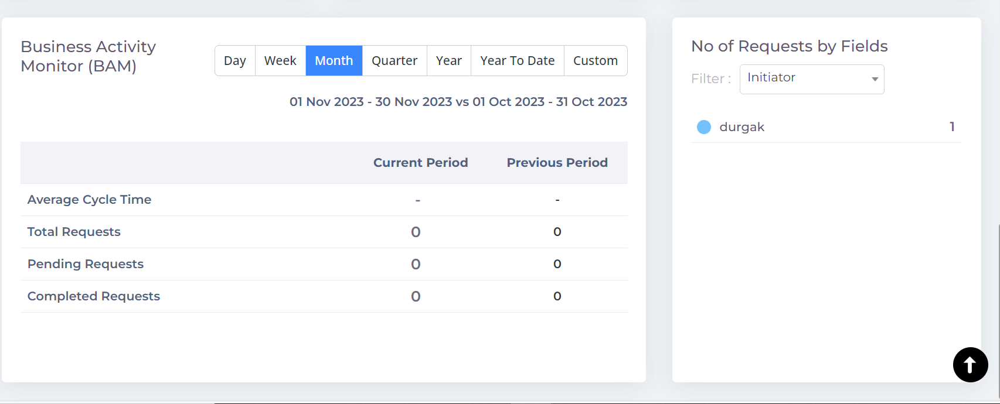 Business Activity
Monitor (BAM)
Day Week Month Quarter Year Year To Date Custom
01 Nov 2023 - 30 Nov 2023 vs 01 Oct 2023 - 31 Oct 2023
Current Period Previous Period
Average Cycle Time - -
Total Requests 0 0
Pending Requests 0 0
Completed Requests 0 0
No of Requests by Fields
Filter : Initiator
durgak 1